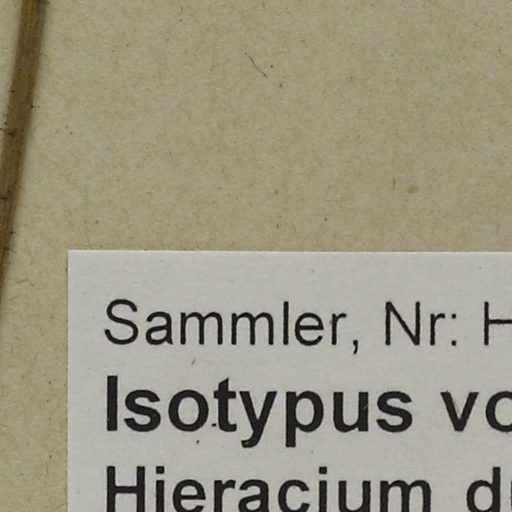 Sammler, Nr:
Isotypus
Hieracium